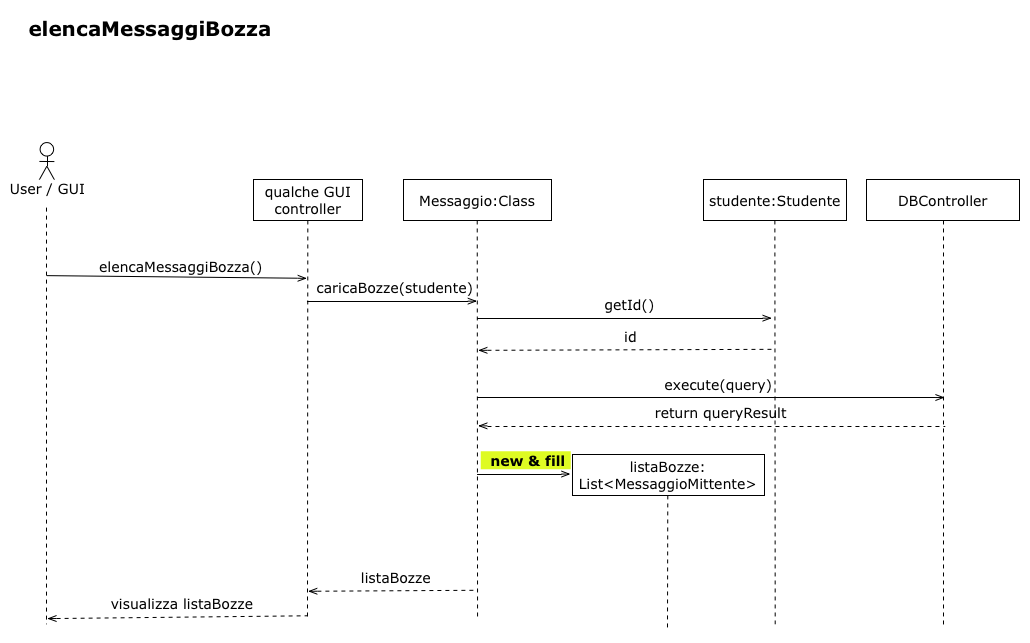 elencaMessaggiBozza
User / GUI
qualche GUI
controller
Messaggio:Class
studente:Studente
DBController
elencaMessaggiBozza()
caricaBozze(studente)
getId()
id
execute(query)
return queryResult
new & fill
listaBozze:
List<MessaggioMittente>
listaBozze
visualizza listaBozze